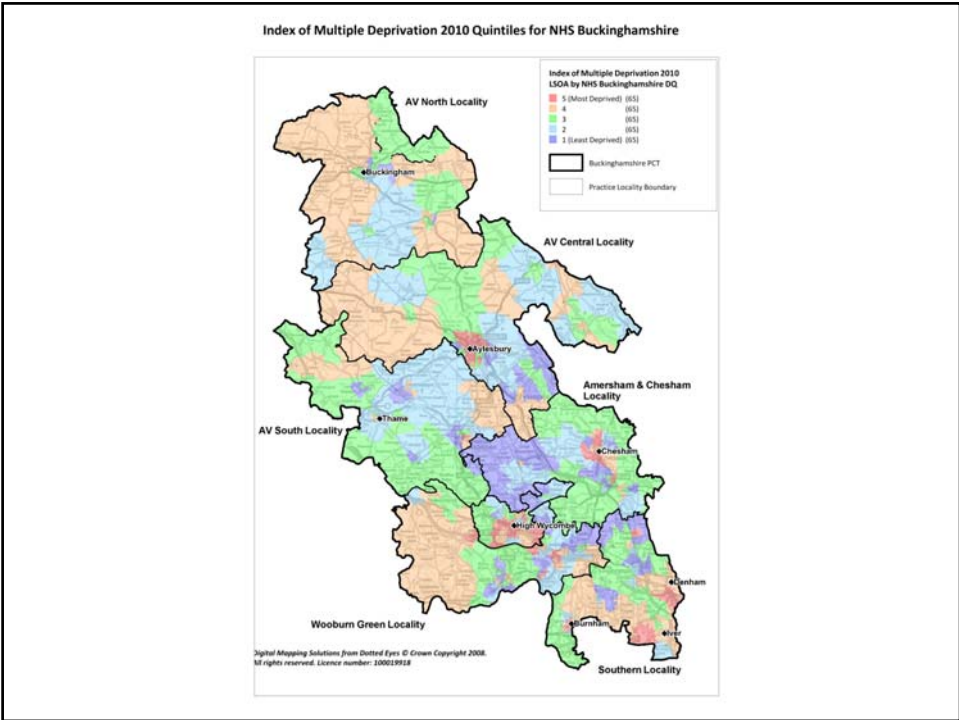 Index of Multiple Deprivation 2010 Quintiles for NHS Buckinghamshire
Index of Multiple Deprivation 2010
LSOA by NHS Buckinghamshire DQ
5 (Most Deprived) (65)
4 (65)
3 (65)
2 (65)
1 (Least Deprived) (65)
Buckinghamshire PCT
Practice Locality Boundary
AV North Locality
Buckingham
AV Central Locality
Aylesbury
Amersham & Chesham
Locality
Thame
AV South Locality
Chesham
High Wycombe
Denham
Wooburn Green Locality
Burnham
Iver
Digital Mapping Solutions from Dotted Eyes © Crown Copyright 2008.
All rights reserved. Licence number: 100019918
Southern Locality